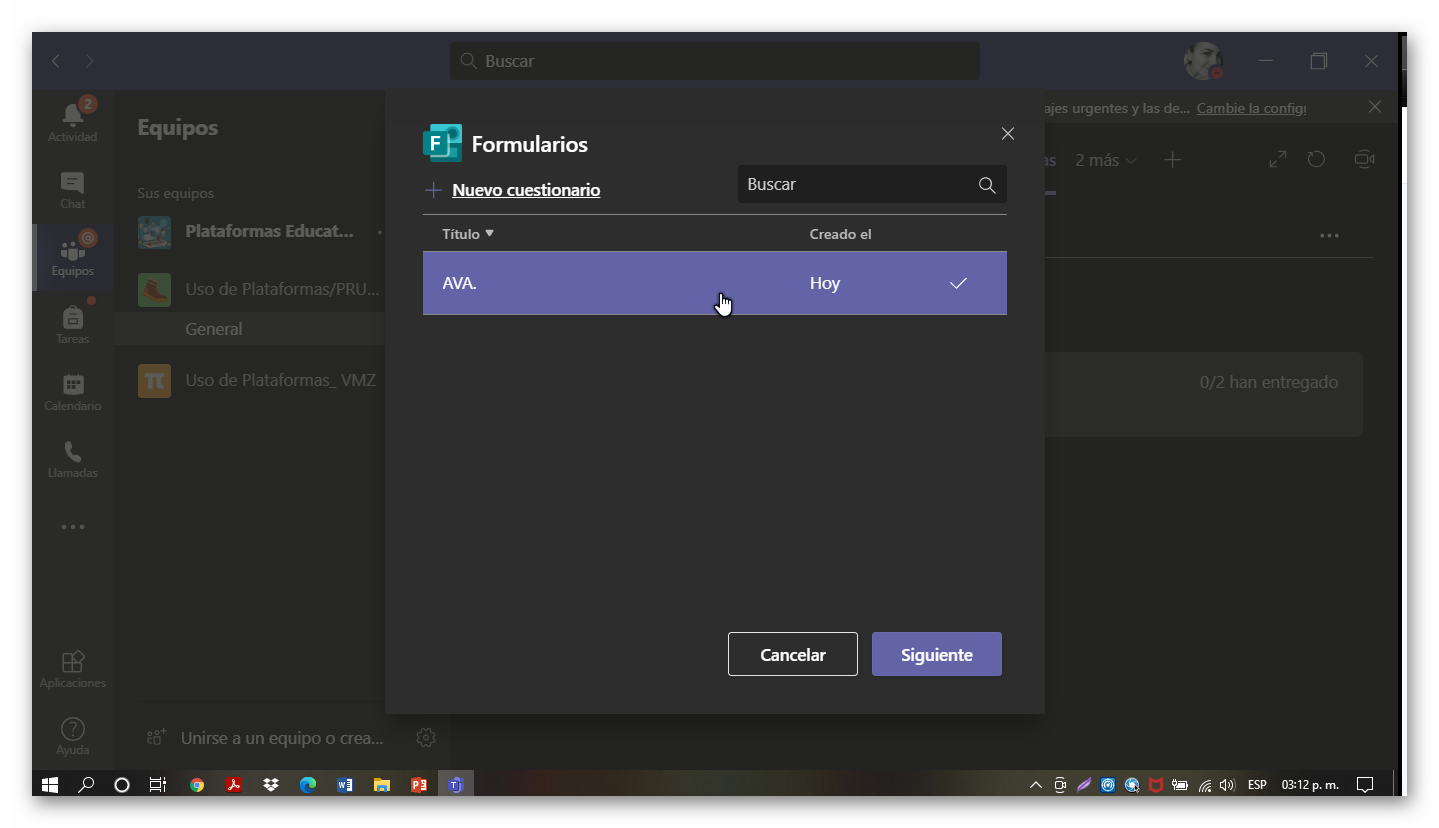 Buscar
2
Actividad
Chat
Equipos
Tareas
Calendario
Llamadas
Aplicaciones
Ayuda
Equipos
Sus equipos
Plataformas Educat...
Uso de Plataformas/PRU...
General
Uso de Plataformas_ VMZ
Unirse a un equipo o crea...
ajes urgentes y las de... Cambie la configu
as 2 más
0/2 han entregado
F Formularios
Nuevo cuestionario
Buscar
Título Creado el
AVA. Hoy
Cancelar Siguiente
ESP 03:12 p. m.